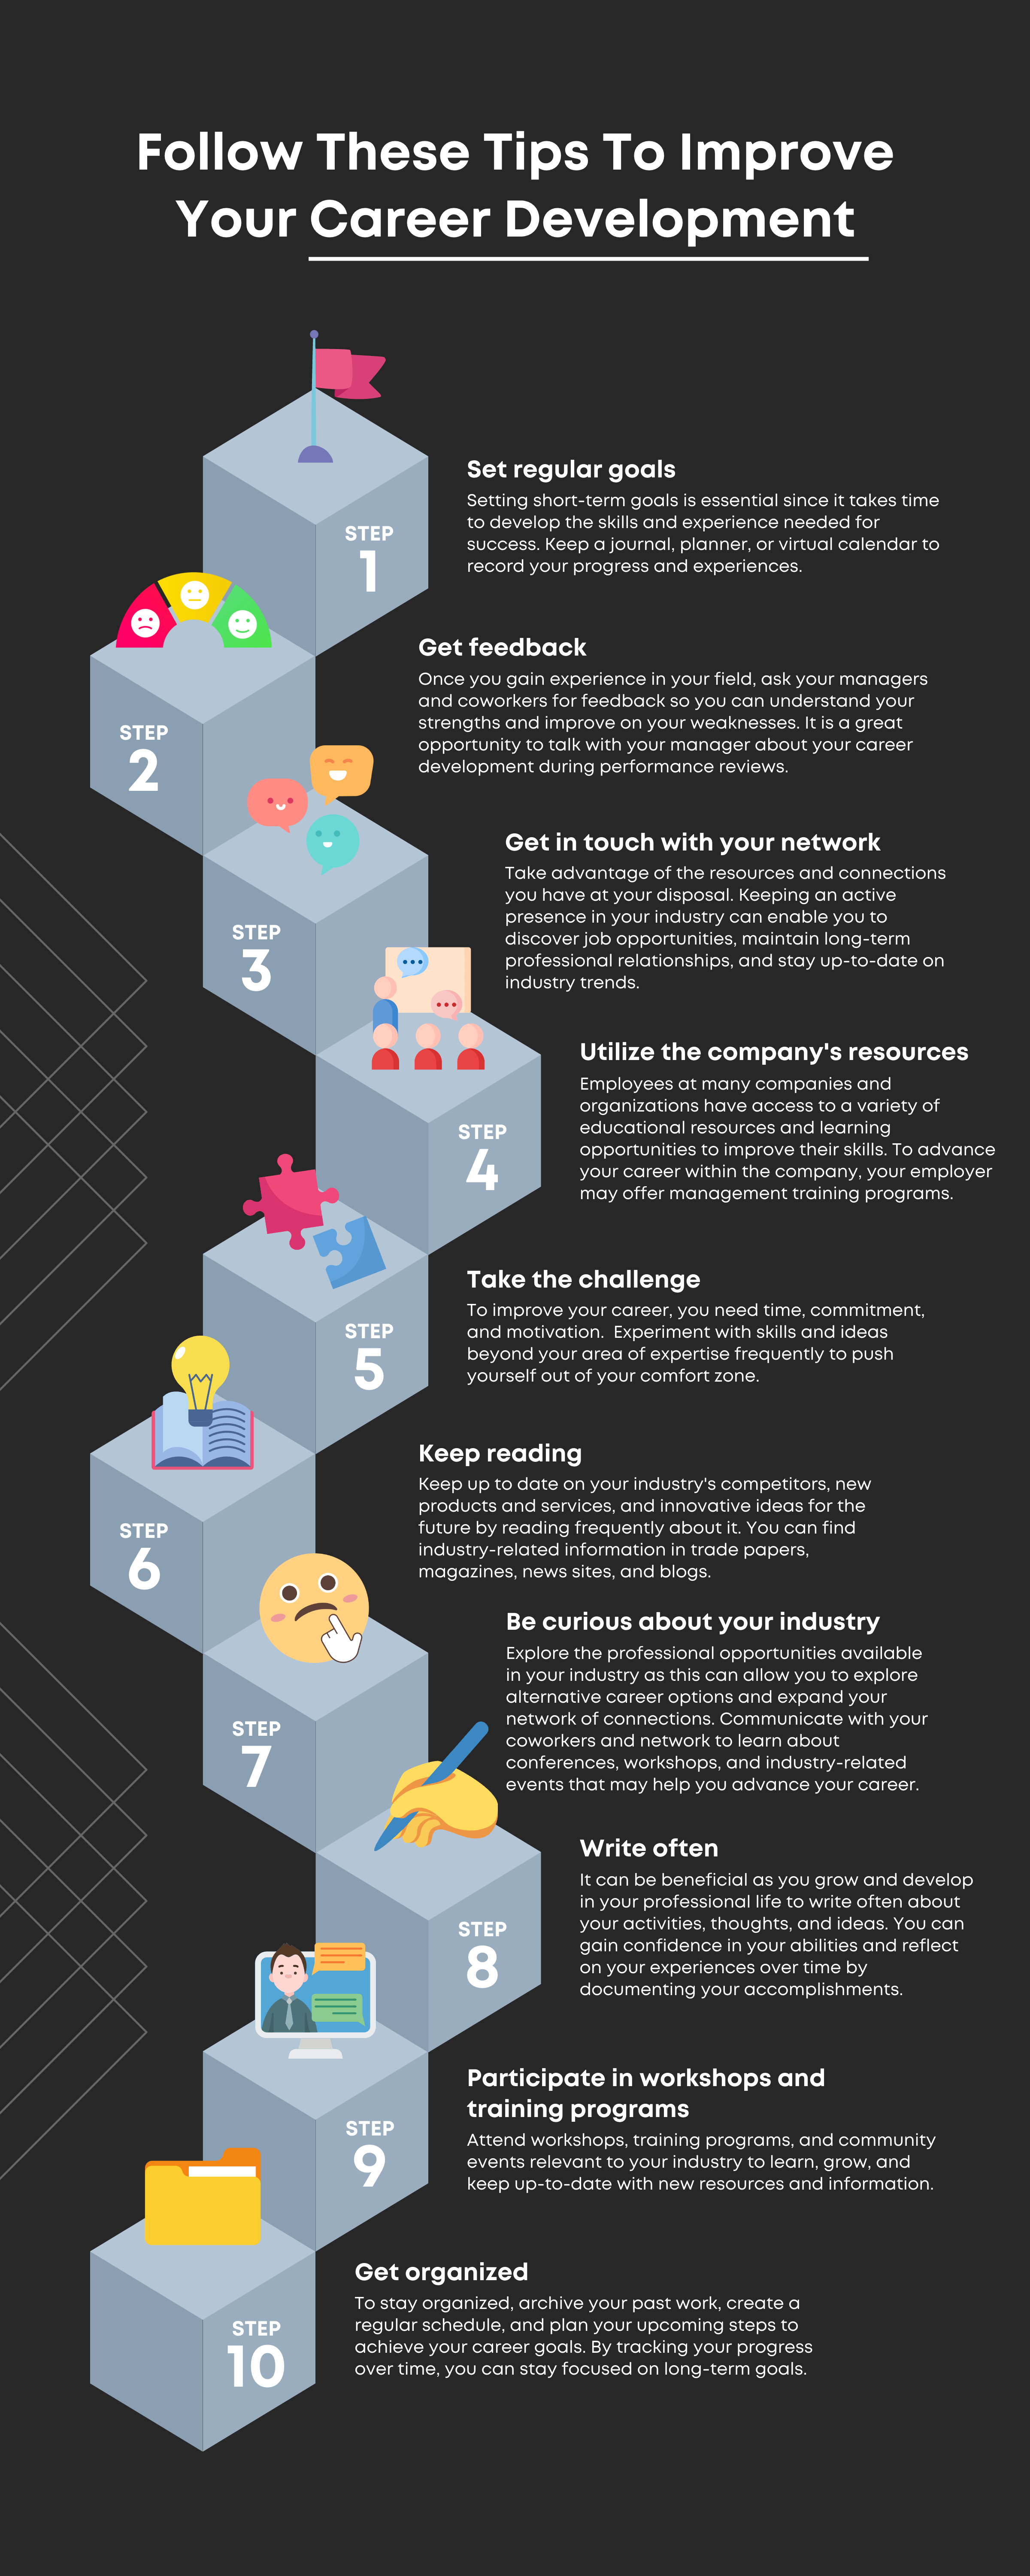 Follow These Tips To Improve
Your Career Development
STEP
1
Set regular goals
Setting short-term goals is essential since it takes time
to develop the skills and experience needed for
success. Keep a journal, planner, or virtual calendar to
record your progress and experiences.
STEP
2
Get feedback
Once you gain experience in your field, ask your managers
and coworkers for feedback so you can understand your
strengths and improve on your weaknesses. It is a great
opportunity to talk with your manager about your career
development during performance reviews.
STEP
3
Get in touch with your network
Take advantage of the resources and connections
you have at your disposal. Keeping an active
presence in your industry can enable you to
discover job opportunities, maintain long-term
professional relationships, and stay up-to-date on
industry trends.
STEP
4
Utilize the company's resources
Employees at many companies and
organizations have access to a variety of
educational resources and learning
opportunities to improve their skills. To advance
your career within the company, your employer
may offer management training programs.
STEP
5
Take the challenge
To improve your career, you need time, commitment,
and motivation.  Experiment with skills and ideas
beyond your area of expertise frequently to push
yourself out of your comfort zone.
STEP
6
Keep reading
Keep up to date on your industry's competitors, new
products and services, and innovative ideas for the
future by reading frequently about it. You can find
industry-related information in trade papers,
magazines, news sites, and blogs.
STEP
7
Be curious about your industry
Explore the professional opportunities available
in your industry as this can allow you to explore
alternative career options and expand your
network of connections. Communicate with your
coworkers and network to learn about
conferences, workshops, and industry-related
events that may help you advance your career.
STEP
8
Write often
It can be beneficial as you grow and develop
in your professional life to write often about
your activities, thoughts, and ideas. You can
gain confidence in your abilities and reflect
on your experiences over time by
documenting your accomplishments.
STEP
9
Participate in workshops and
training programs
Attend workshops, training programs, and community
events relevant to your industry to learn, grow, and
keep up-to-date with new resources and information.
STEP
10
Get organized
To stay organized, archive your past work, create a
regular schedule, and plan your upcoming steps to
achieve your career goals. By tracking your progress
over time, you can stay focused on long-term goals.